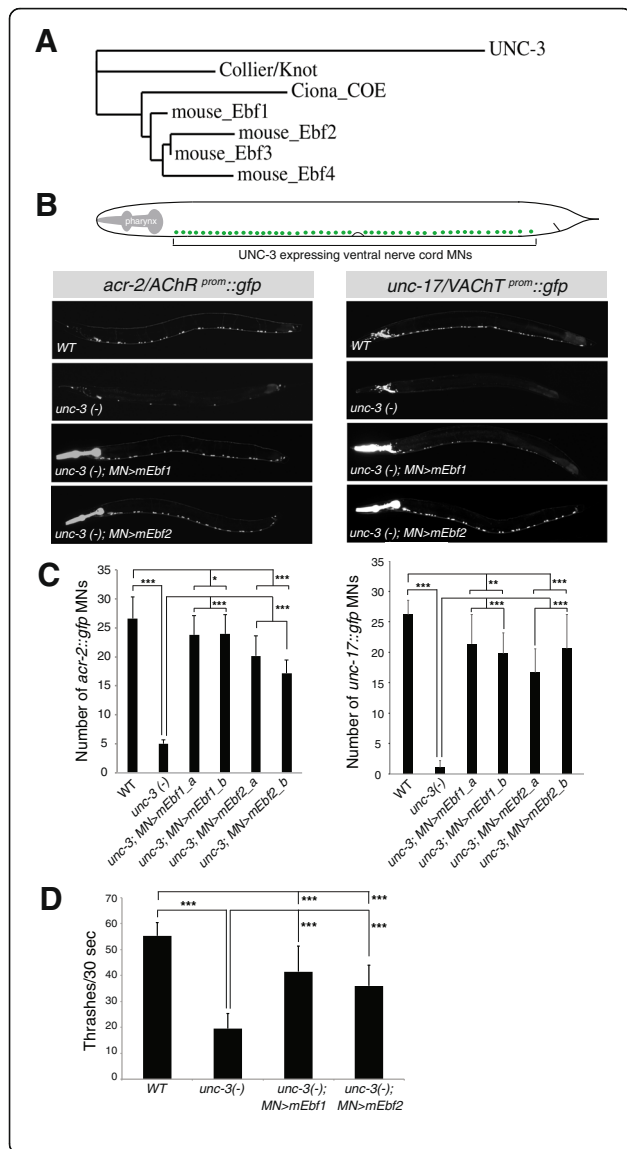 A
UNC-3
Collier/Knot
Ciona_COE
mouse_Ebf1
mouse_Ebf2
mouse_Ebf3
mouse_Ebf4
B
pharynx
UNC-3 expressing ventral nerve cord MNs
acr-2/AChR prom::gfp
WT
unc-3 (-)
unc-3 (-); MN>mEbf1
unc-3 (-); MN>mEbf2
unc-17/VAChT prom::gfp
WT
unc-3 (-)
unc-3 (-); MN>mEbf1
unc-3 (-); MN>mEbf2
C
Number of acr-2::gfp MNs
35
30
25
20
15
10
5
0
***
*
***
***
***
WT
unc-3 (-)
unc-3; MN>mEbf1_a
unc-3; MN>mEbf1_b
unc-3; MN>mEbf2_a
unc-3; MN>mEbf2_b
Number of unc-17::gfp MNs
35
30
25
20
15
10
5
0
***
**
***
***
***
WT
unc-3(-)
unc-3; MN>mEbf1_a
unc-3; MN>mEbf1_b
unc-3; MN>mEbf2_a
unc-3; MN>mEbf2_b
D
Thrashes/30 sec
70
60
50
40
30
20
10
0
***
***
***
***
***
WT
unc-3(-)
unc-3(-);
MN>mEbf1
unc-3(-);
MN>mEbf2